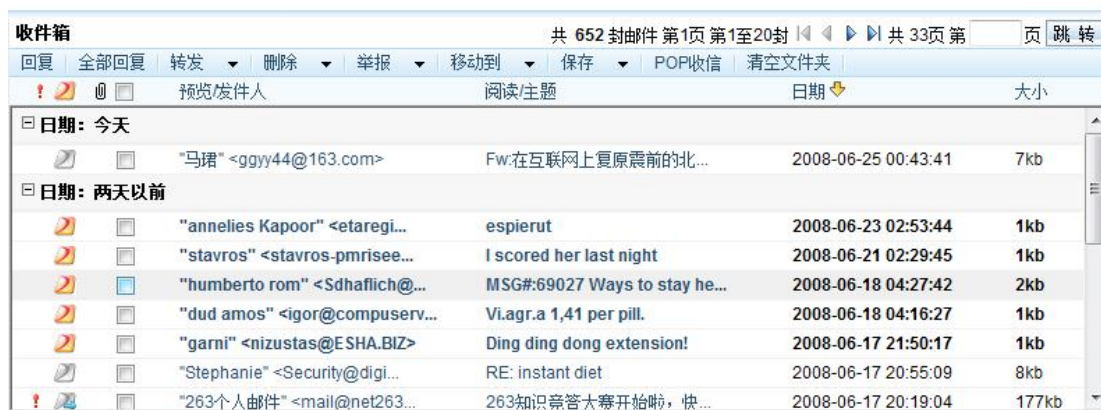 收件箱 共 652 封邮件 第1页 第1至20封 共 33页 第 页 跳 转
回复 全部回复 转发 删除 举报 移动到 保存 POP收信 清空文件夹
预览/发件人 阅读/主题 日期 大小
日期：今天
"马珺" <ggyy44@163.com> Fw:在互联网上复原震前的北... 2008-06-25 00:43:41 7kb
日期：两天以前
"annelies Kapoor" <etaregi... espierut 2008-06-23 02:53:44 1kb
"stavros" <stavros-pmrisee... I scored her last night 2008-06-21 02:29:45 1kb
"humberto rom" <Sdhaflich@... MSG#:69027 Ways to stay he... 2008-06-18 04:27:42 2kb
"dud amos" <igor@compuserv... Vi.agr.a 1,41 per pill. 2008-06-18 04:16:27 1kb
"garni" <nizustas@ESHA.BIZ> Ding ding dong extension! 2008-06-17 21:50:17 1kb
"Stephanie" <Security@digi... RE: instant diet 2008-06-17 20:55:09 8kb
"263个人邮件" <mail@net263... 263知识竞答大赛开始啦，快... 2008-06-17 20:19:04 177kb